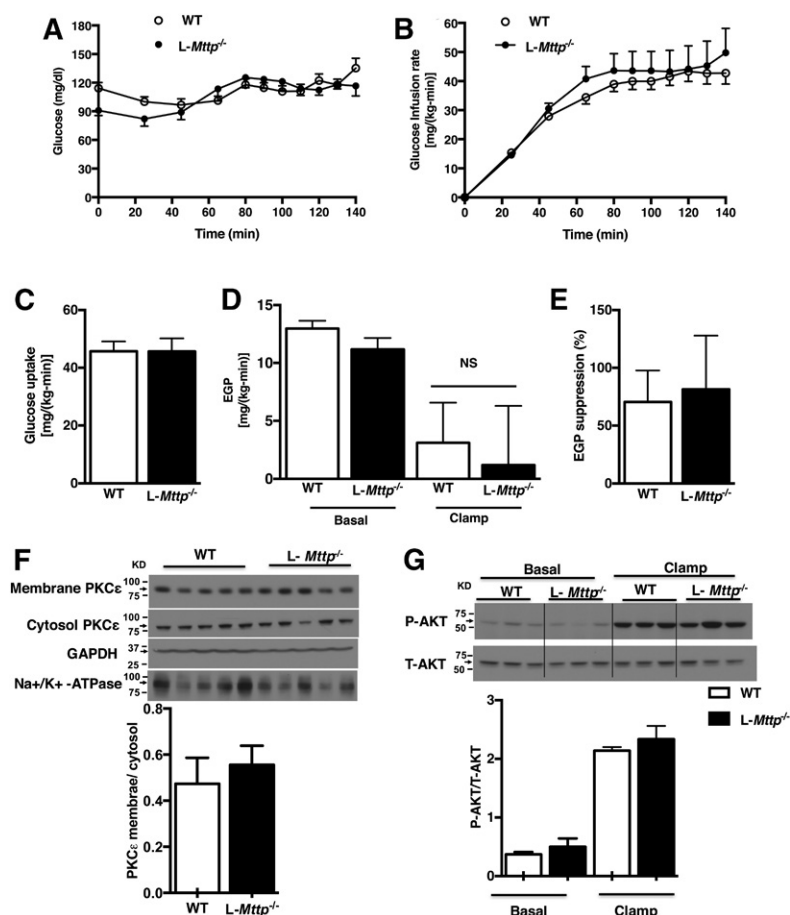 A
WT
L-Mttp-/-
Glucose (mg/dl)
180
150
120
90
60
30
0
0 20 40 60 80 100 120 140
Time (min)
B
WT
L-Mttp-/-
Glucose Infusion rate
[mg/(kg-min)]
60
50
40
30
20
10
0
0 20 40 60 80 100 120 140
Time (min)
C
Glucose uptake
[mg/(kg-min)]
60
40
20
0
WT L-Mttp-/-
D
EGP
[mg/(kg-min)]
15
10
5
0
NS
WT L-Mttp-/- WT L-Mttp-/-
Basal Clamp
E
EGP suppression (%)
150
100
50
0
WT L-Mttp-/-
F
KD WT L- Mttp-/-
Membrane PKCε 100 75
Cytosol PKCε 100 75
GAPDH 37 25
Na+/K+ -ATPase 100 75
PKCε membrae/ cytosol
0.8
0.6
0.4
0.2
0.0
WT L-Mttp-/-
G
Basal Clamp
KD WT L- Mttp-/- WT L- Mttp-/-
P-AKT 75 50
T-AKT 75 50
WT
L-Mttp-/-
P-AKT/T-AKT
3
2
1
0
Basal Clamp